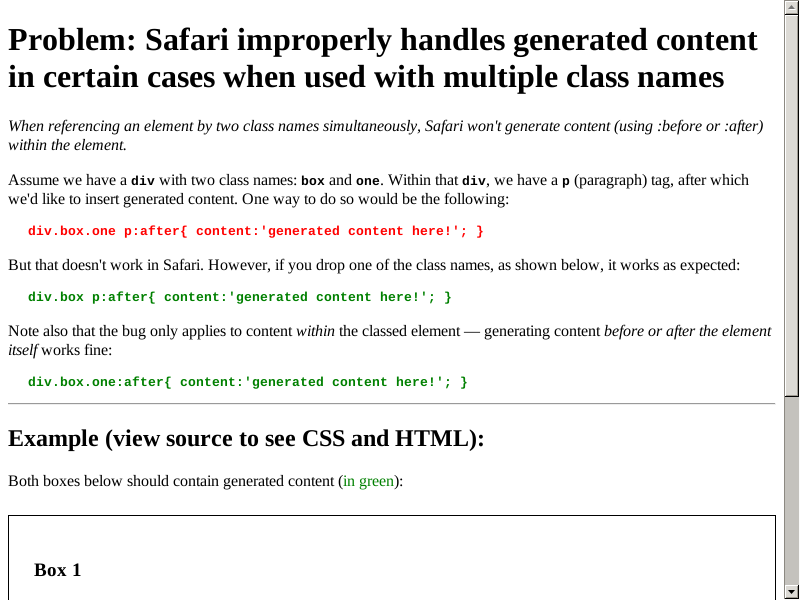 Problem: Safari improperly handles generated content
in certain cases when used with multiple class names
When referencing an element by two class names simultaneously, Safari won't generate content (using :before or :after)
within the element.
Assume we have a div with two class names: box and one. Within that div, we have a p (paragraph) tag, after which
we'd like to insert generated content. One way to do so would be the following:
div.box.one p:after{ content:'generated content here!'; }
But that doesn't work in Safari. However, if you drop one of the class names, as shown below, it works as expected:
div.box p:after{ content:'generated content here!'; }
Note also that the bug only applies to content within the classed element — generating content before or after the element
itself works fine:
div.box.one:after{ content:'generated content here!'; }
Example (view source to see CSS and HTML):
Both boxes below should contain generated content (in green):
Box 1